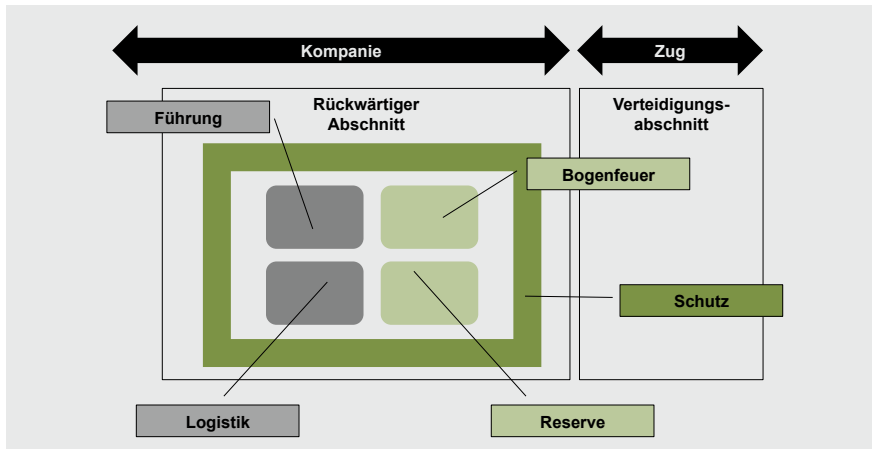 Kompanie
Zug
Rückwärtiger
Abschnitt
Verteidigungs-
abschnitt
Führung
Bogenfeuer
Schutz
Logistik
Reserve